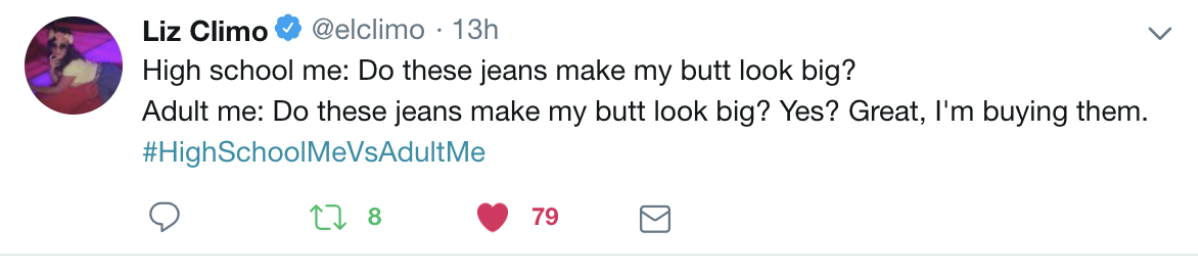 Liz Climo @elclimo · 13h
High school me: Do these jeans make my butt look big?
Adult me: Do these jeans make my butt look big? Yes? Great, I'm buying them.
#HighSchoolMeVsAdultMe
8 79